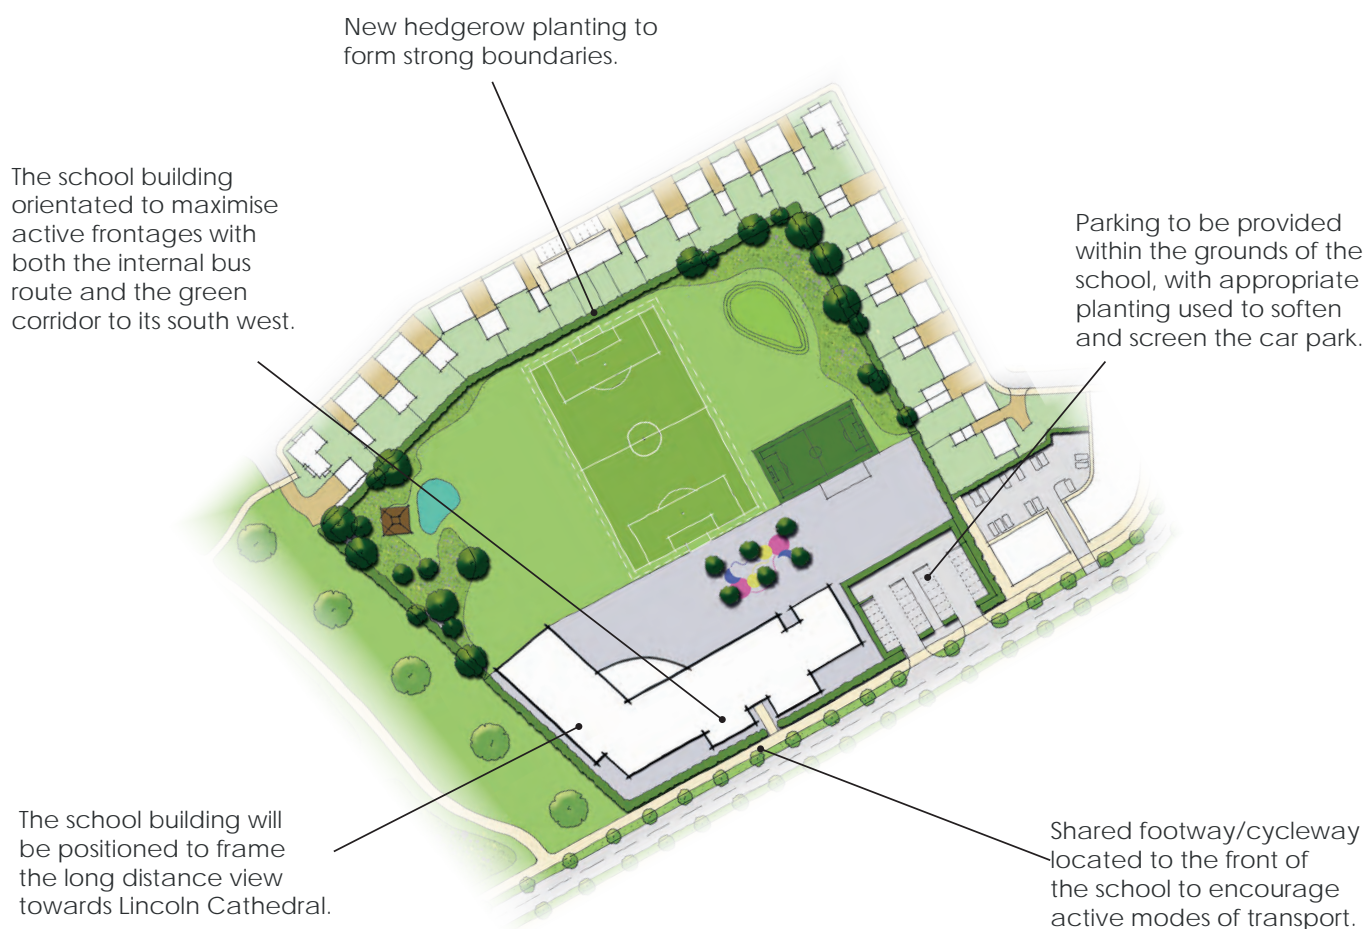 New hedgerow planting to
form strong boundaries.
The school building
orientated to maximise
active frontages with
both the internal bus
route and the green
corridor to its south west.
Parking to be provided
within the grounds of the
school, with appropriate
planting used to soften
and screen the car park.
The school building will
be positioned to frame
the long distance view
towards Lincoln Cathedral.
Shared footway/cycleway
located to the front of
the school to encourage
active modes of transport.